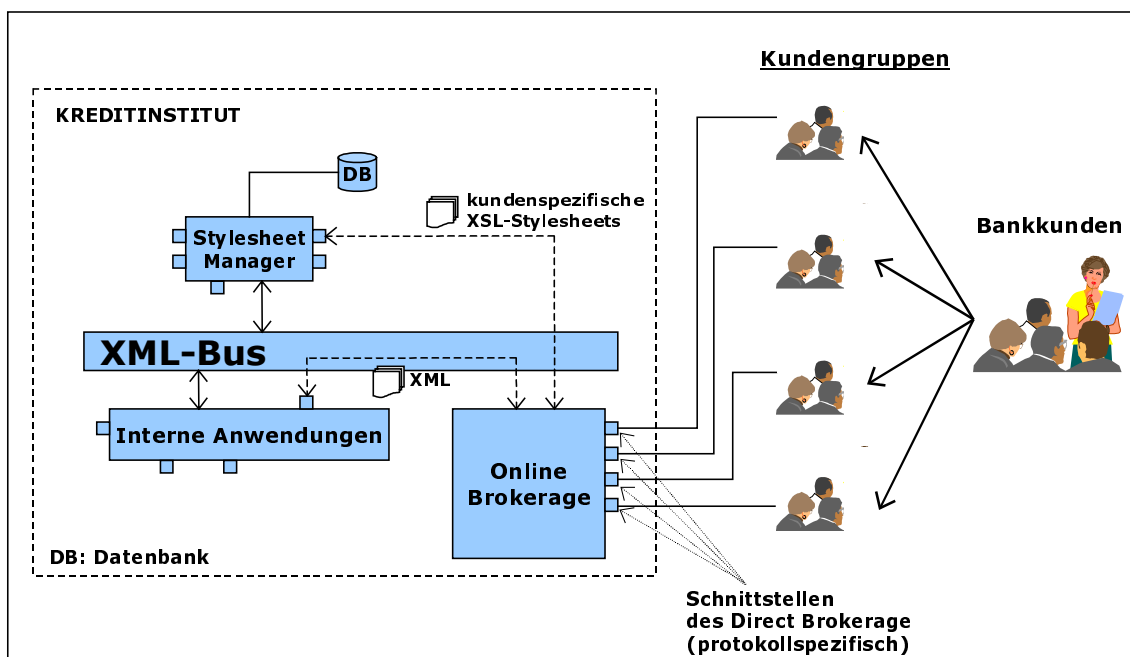 Kundengruppen
KREDITINSTITUT
DB
kundenspezifische
XSL-Stylesheets
Stylesheet
Manager
Bankkunden
XML-Bus
XML
Interne Anwendungen
Online
Brokerage
DB: Datenbank
Schnittstellen
des Direct Brokerage
(protokollspezifisch)